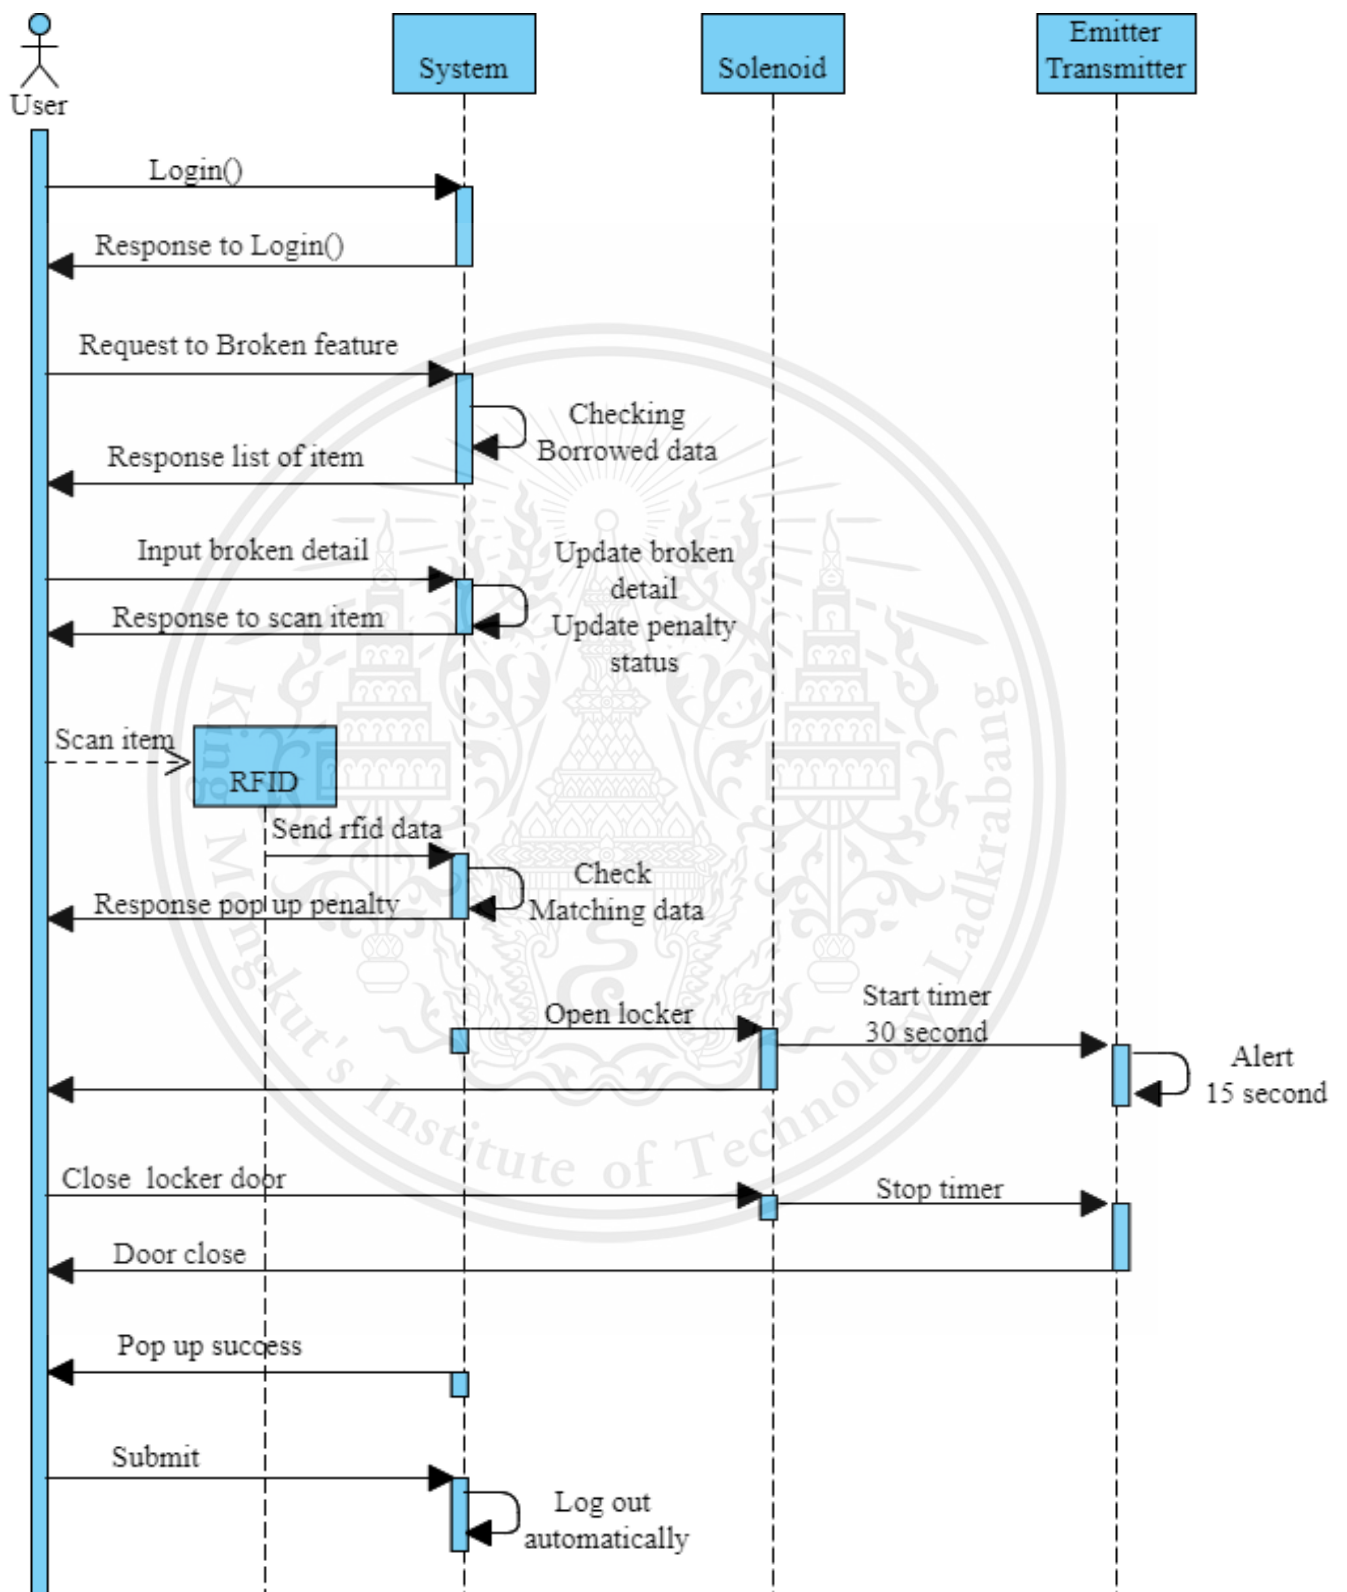 Emitter
Transmitter
System
Solenoid
User
Login()
Response to Login()
Request to Broken feature
Checking
Borrowed data
Response list of item
Input broken detail
Update broken
detail
Update penalty
status
Response to scan item
Scan item
RFID
Send rfid data
Check
Matching data
Response pop up penalty
Open locker
Start timer
30 second
Alert
15 second
Close  locker door
Stop timer
Door close
Pop up success
Submit
Log out
automatically
King Mongkut's Institute of Technology Ladkrabang